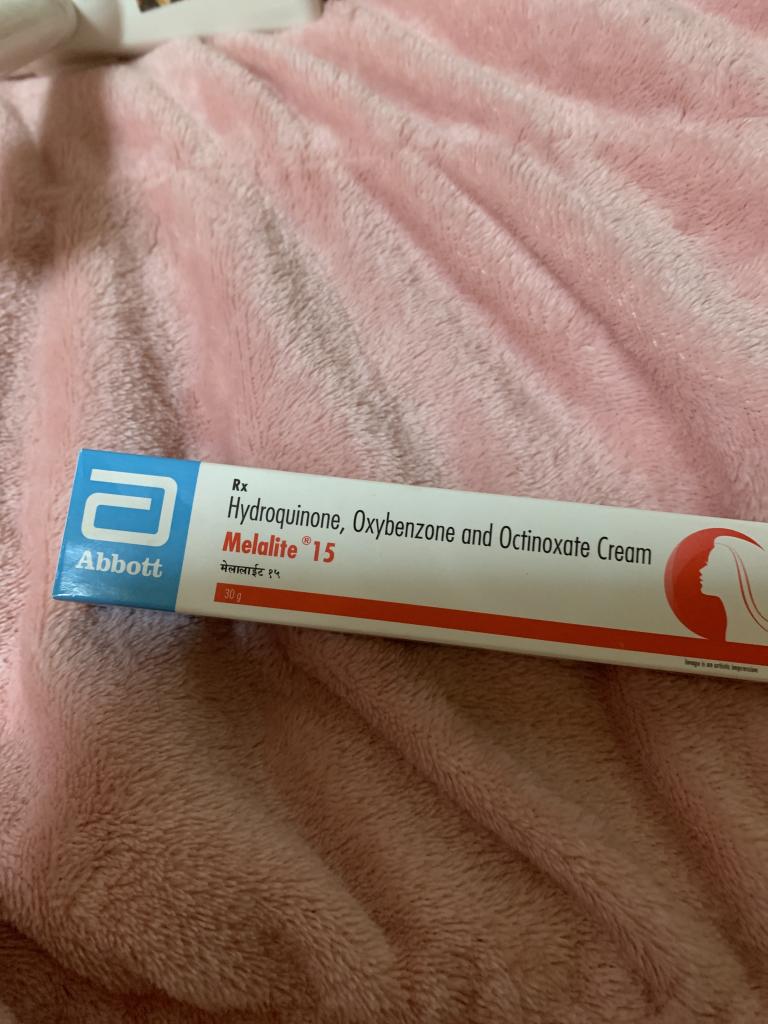 Abbott
Rx
Hydroquinone, Oxybenzone and Octinoxate Cream
Melalite® 15
मेलालाईट १५
30 g
Image is an artistic impression